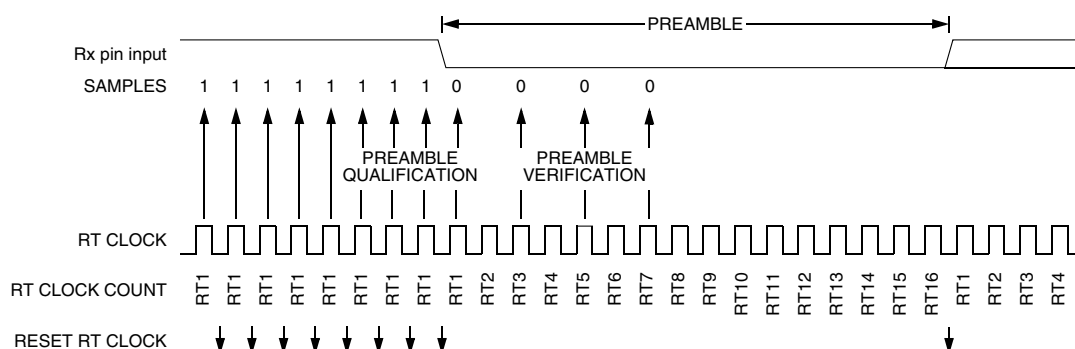 PREAMBLE
Rx pin input
SAMPLES 1 1 1 1 1 1 1 1 0 0 0 0
PREAMBLE QUALIFICATION
PREAMBLE VERIFICATION
RT CLOCK
RT CLOCK COUNT RT1 RT1 RT1 RT1 RT1 RT1 RT1 RT1 RT1 RT2 RT3 RT4 RT5 RT6 RT7 RT8 RT9 RT10 RT11 RT12 RT13 RT14 RT15 RT16 RT1 RT2 RT3 RT4
RESET RT CLOCK